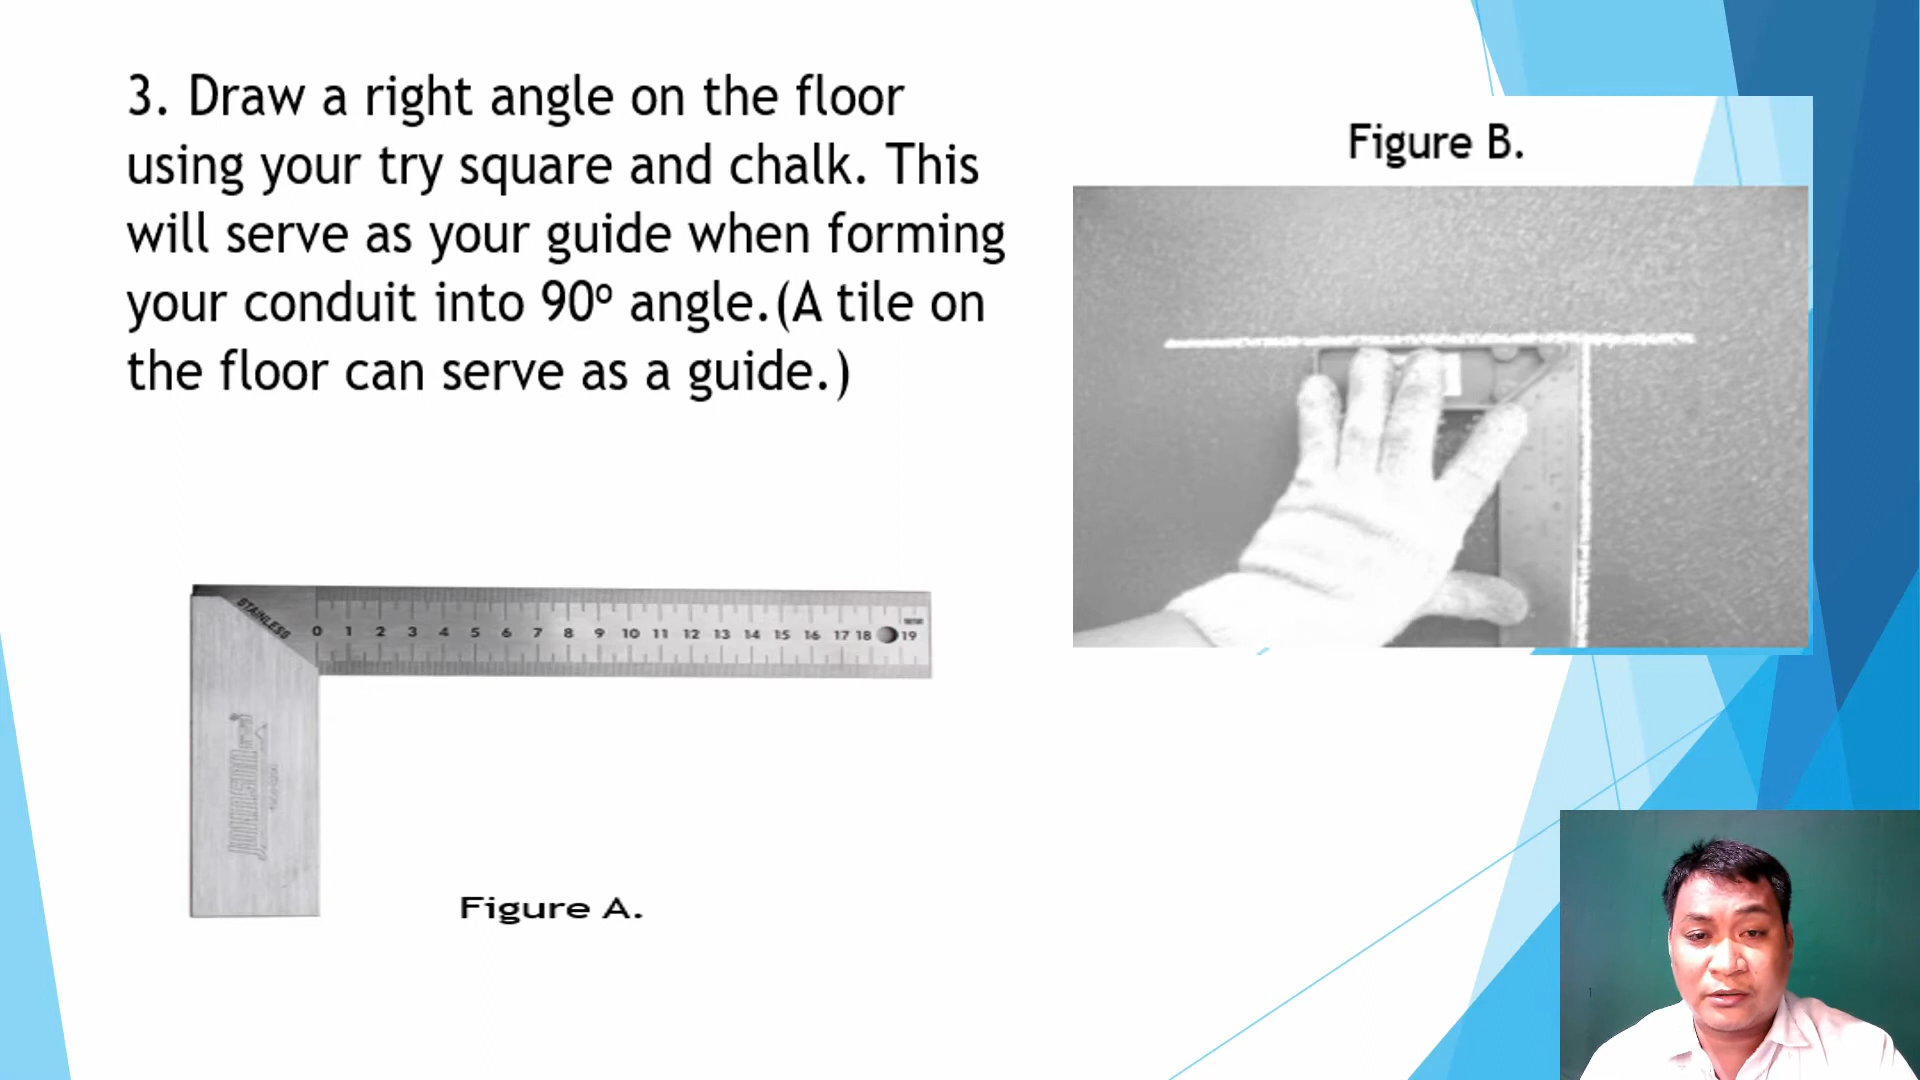 3. Draw a right angle on the floor
using your try square and chalk. This
will serve as your guide when forming
your conduit into 90º angle.(A tile on
the floor can serve as a guide.)
Figure B.
STAINLESS
0 1 2 3 4 5 6 7 8 9 10 11 12 13 14 15 16 17 18 19
JOHNSON
Figure A.